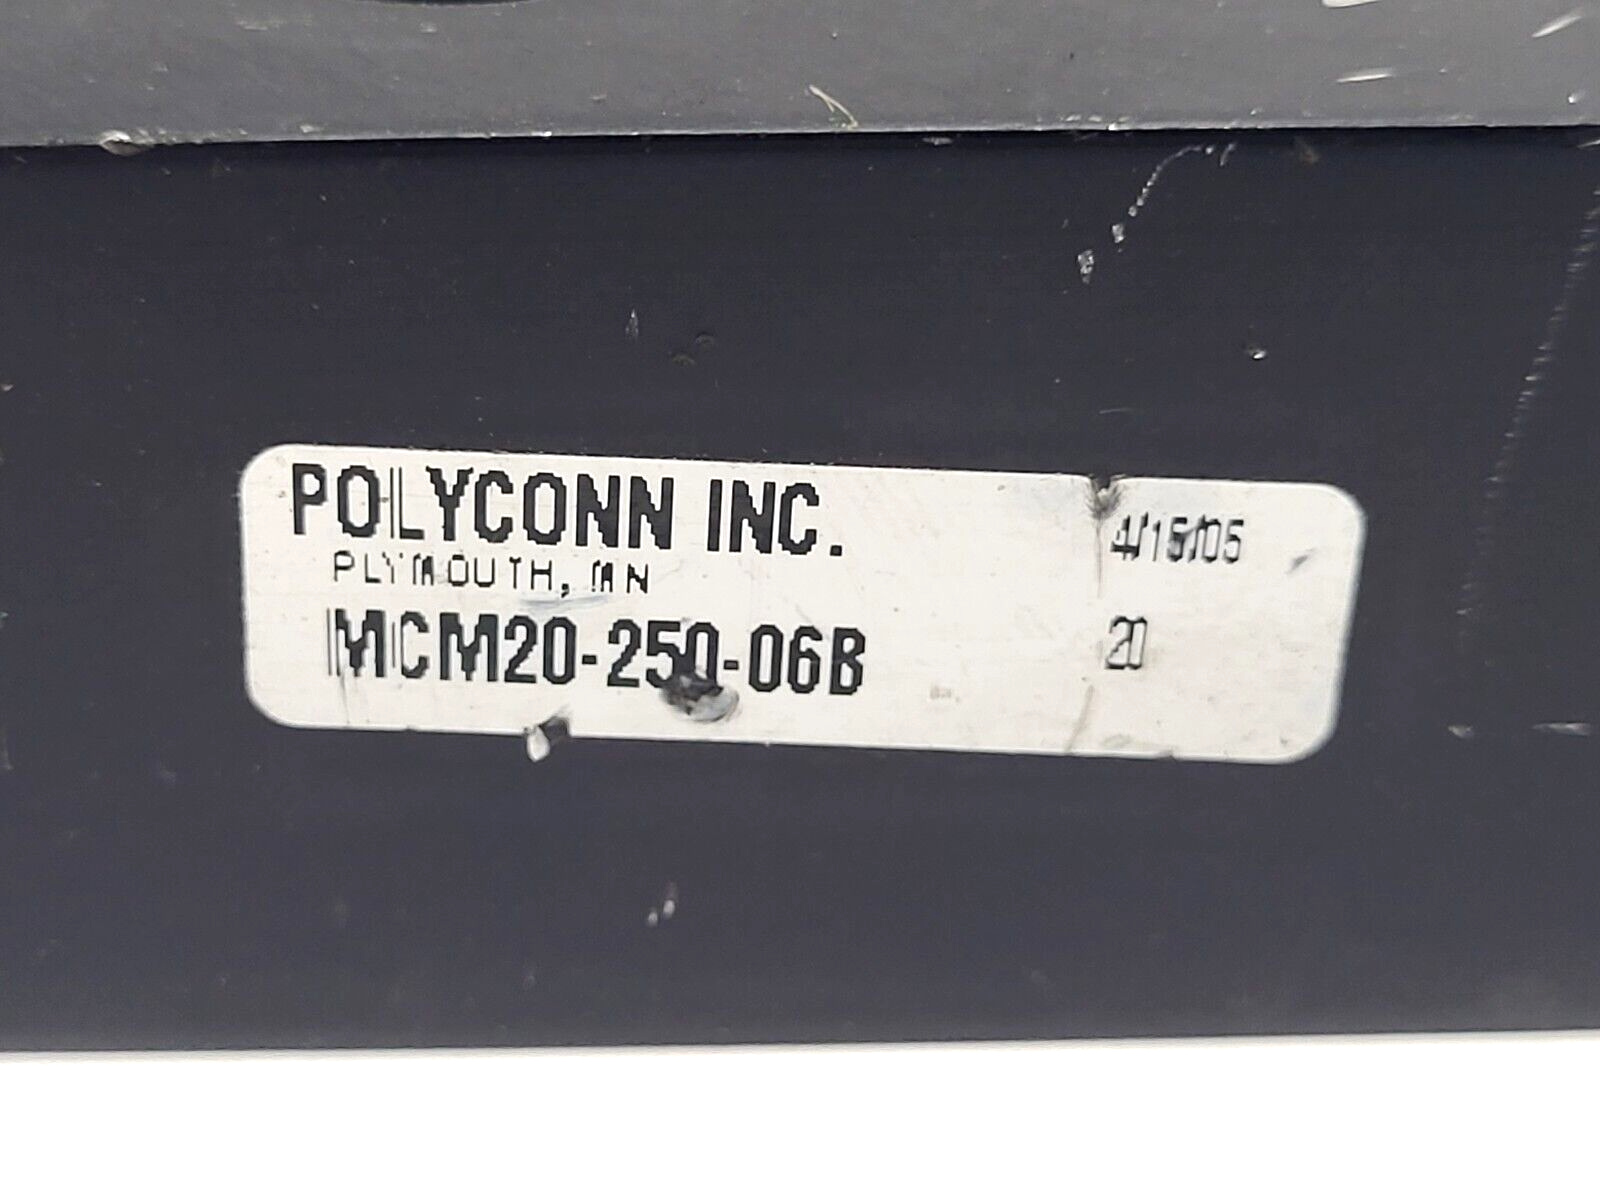 POLYCONN INC.
4/15/05
PLYMOUTH, MN
MCM20-250-06B
20